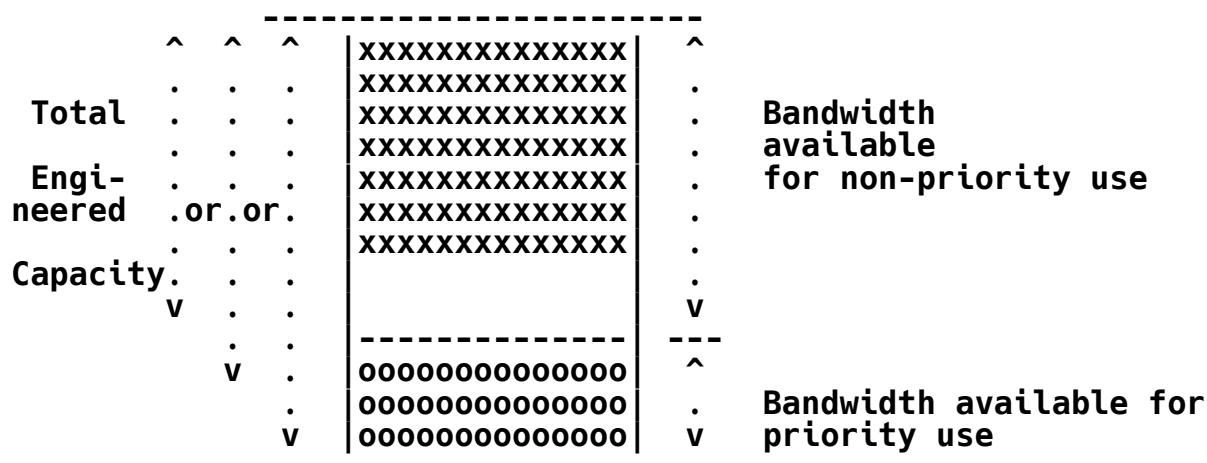 -----------------------
^  ^  ^  |xxxxxxxxxxxxxx|  ^
.  .  .  |xxxxxxxxxxxxxx|  .
Total  .  .  .  |xxxxxxxxxxxxxx|  .   Bandwidth
.  .  .  |xxxxxxxxxxxxxx|  .   available
Engi-  .  .  .  |xxxxxxxxxxxxxx|  .   for non-priority use
neered  .or.or.  |xxxxxxxxxxxxxx|  .
.  .  .  |xxxxxxxxxxxxxx|  .
Capacity.  .  .  |              |  .
v  .  .  |              |  v
.  .  |--------------| ---
v  .  |oooooooooooooo|  ^
.  |oooooooooooooo|  .   Bandwidth available for
v  |oooooooooooooo|  v   priority use